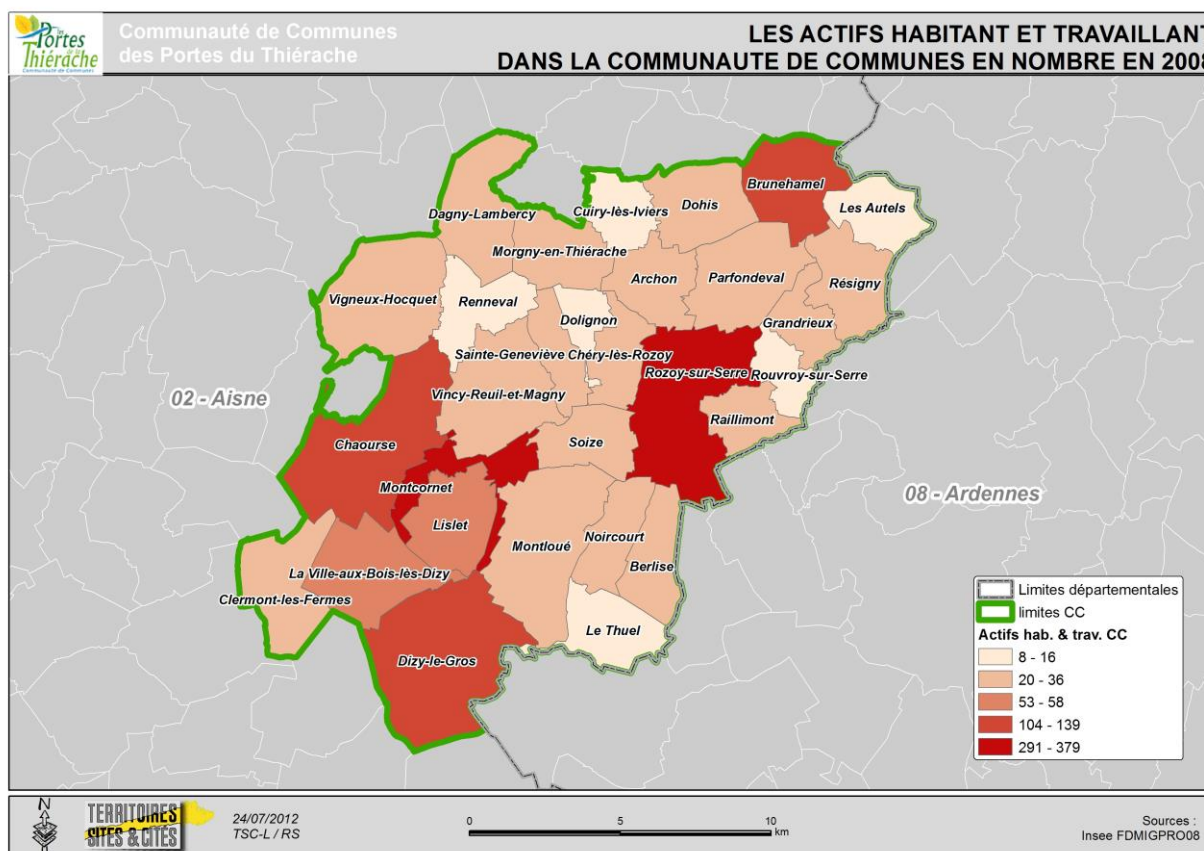 Les
Portes
de la
Thiérache
Communauté de Communes
Communauté de Communes
des Portes du Thiérache
LES ACTIFS HABITANT ET TRAVAILLANT
DANS LA COMMUNAUTE DE COMMUNES EN NOMBRE EN 2008
Brunehamel
Les Autels
Cuiry-lès-Iviers
Dohis
Dagny-Lambercy
Morgny-en-Thiérache
Archon
Parfondeval
Résigny
Vigneux-Hocquet
Renneval
Dolignon
Grandrieux
Sainte-Geneviève
Chéry-lès-Rozoy
Rozoy-sur-Serre
Rouvroy-sur-Serre
02 - Aisne
Vincy-Reuil-et-Magny
Raillimont
Chaourse
Soize
Montcornet
08 - Ardennes
Lislet
Montloué
Noircourt
Berlise
La Ville-aux-Bois-lès-Dizy
Clermont-les-Fermes
Le Thuel
Dizy-le-Gros
Limites départementales
limites CC
Actifs hab. & trav. CC
8 - 16
20 - 36
53 - 58
104 - 139
291 - 379
N
TERRITOIRES
SITES & CITÉS
24/07/2012
TSC-L / RS
0 5 10
km
Sources :
Insee FDMIGPRO08